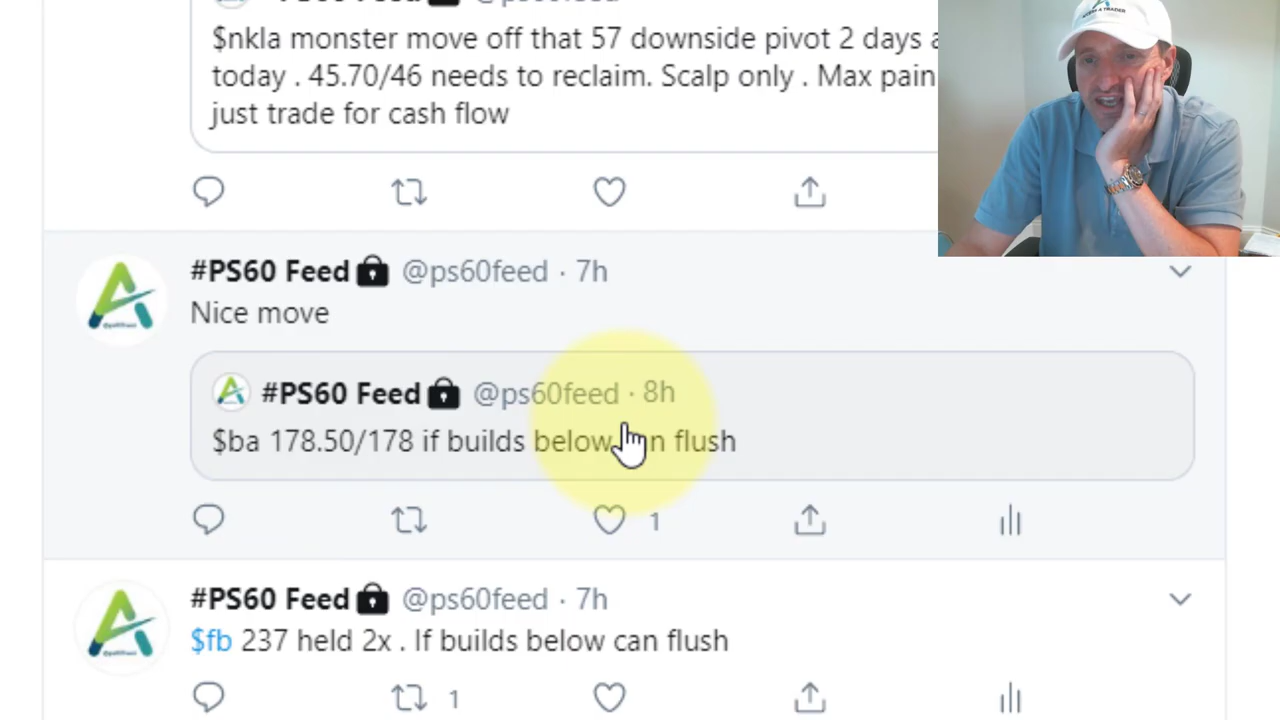 #PS60 Feed @ps60feed
$nkla monster move off that 57 downside pivot 2 days
today . 45.70/46 needs to reclaim. Scalp only . Max pain
just trade for cash flow
#PS60 Feed @ps60feed · 7h
Nice move
#PS60 Feed @ps60feed · 8h
$ba 178.50/178 if builds below can flush
1
#PS60 Feed @ps60feed · 7h
$fb 237 held 2x . If builds below can flush
1